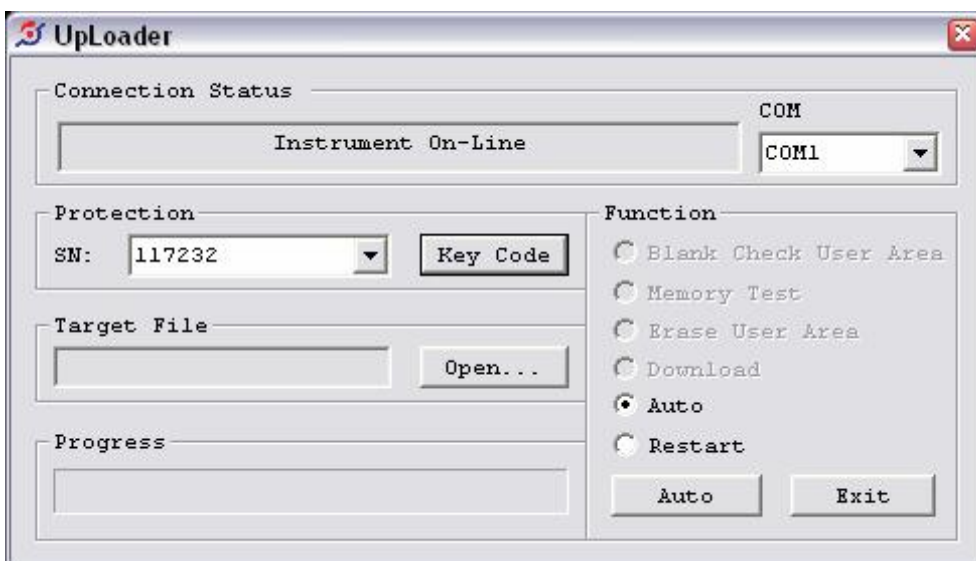 UpLoader
Connection Status
Instrument On-Line
COM
COM1
Protection
SN: 117232 Key Code
Target File
Open...
Progress
Function
Blank Check User Area
Memory Test
Erase User Area
Download
Auto
Restart
Auto Exit